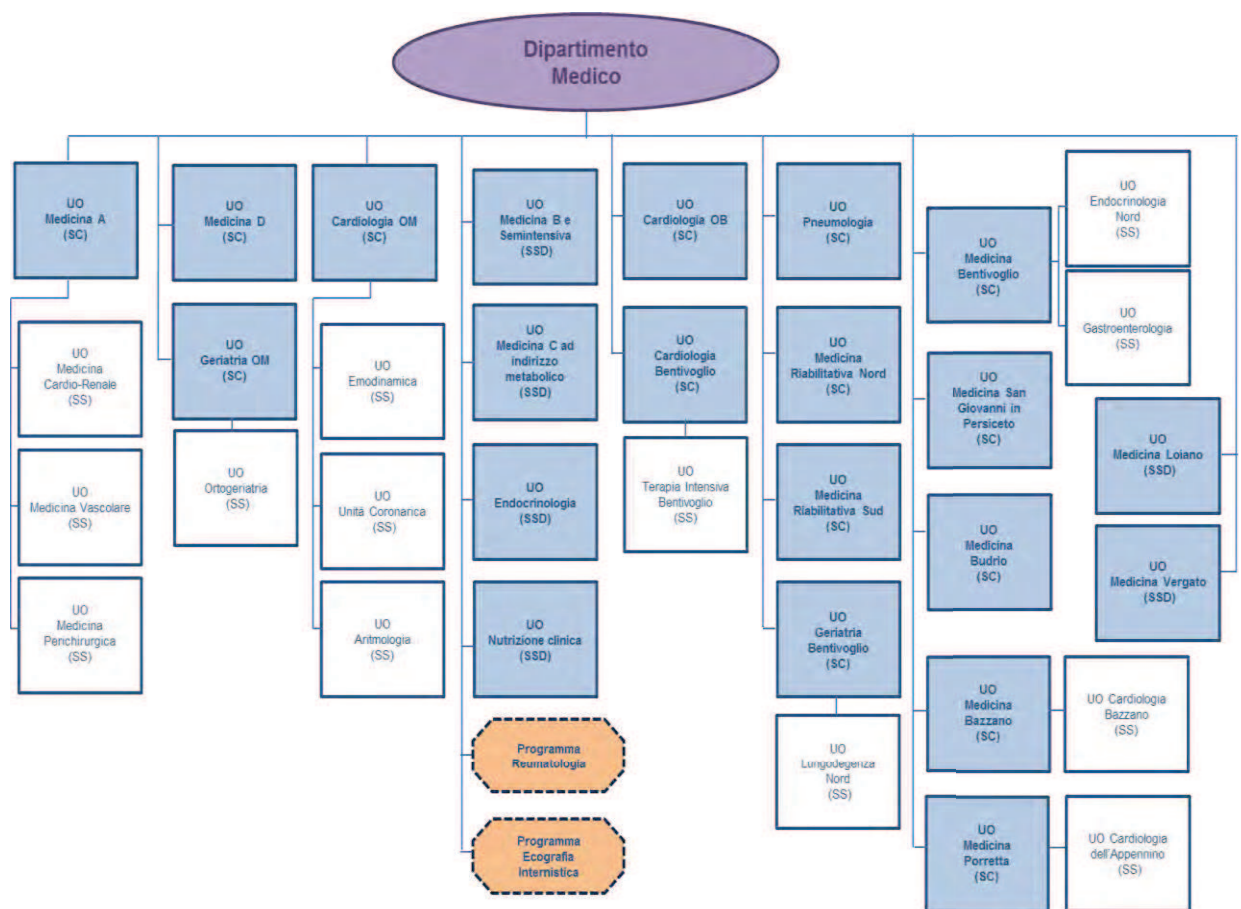 Dipartimento
Medico
UO
Medicina A
(SC)
UO
Medicina
Cardio-Renale
(SS)
UO
Medicina Vascolare
(SS)
UO
Medicina
Perichirurgica
(SS)
UO
Medicina D
(SC)
UO
Geriatria OM
(SC)
UO
Ortogeriatria
(SS)
UO
Cardiologia OM
(SC)
UO
Emodinamica
(SS)
UO
Unità Coronarica
(SS)
UO
Aritmologia
(SS)
UO
Medicina B e
Semintensiva
(SSD)
UO
Medicina C ad
indirizzo
metabolico
(SSD)
UO
Endocrinologia
(SSD)
UO
Nutrizione clinica
(SSD)
Programma
Reumatologia
Programma
Ecografia
Internistica
UO
Cardiologia OB
(SC)
UO
Cardiologia
Bentivoglio
(SC)
UO
Terapia Intensiva
Bentivoglio
(SS)
UO
Pneumologia
(SC)
UO
Medicina
Riabilitativa Nord
(SC)
UO
Medicina
Riabilitativa Sud
(SC)
UO
Geriatria
Bentivoglio
(SC)
UO
Lungodegenza
Nord
(SS)
UO
Medicina
Bentivoglio
(SC)
UO
Endocrinologia
Nord
(SS)
UO
Gastroenterologia
(SS)
UO
Medicina San
Giovanni in
Persiceto
(SC)
UO
Medicina
Budrio
(SC)
UO
Medicina
Bazzano
(SC)
UO Cardiologia
Bazzano
(SS)
UO
Medicina
Porretta
(SC)
UO Cardiologia
dell'Appennino
(SS)
UO
Medicina Loiano
(SSD)
UO
Medicina Vergato
(SSD)